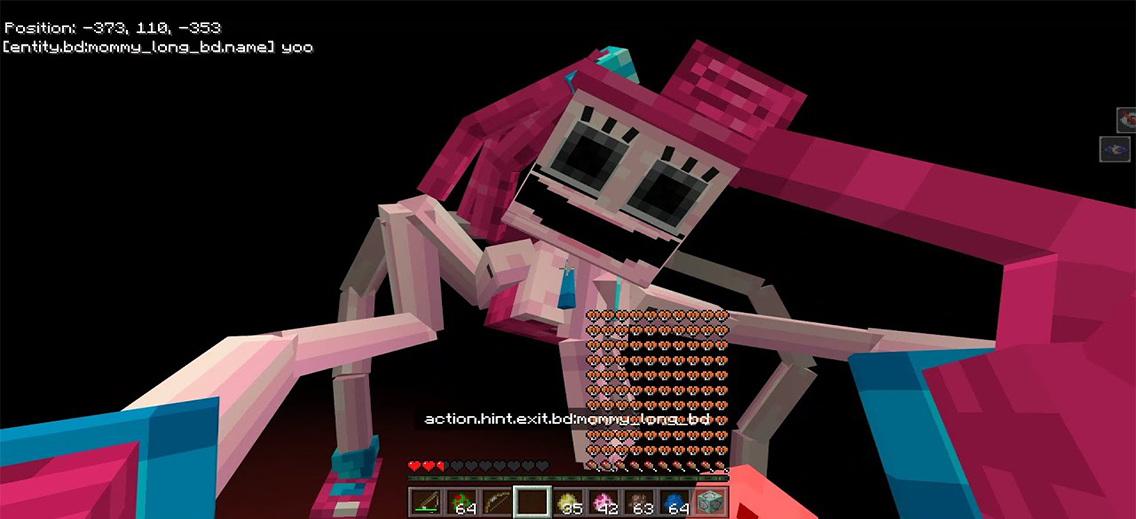 Position: -373, 110, -353
[entity.bd:mommy_long_bd.name] yoo
action.hint.exit.bd:mommy_long_bd
64 35 42 63 64